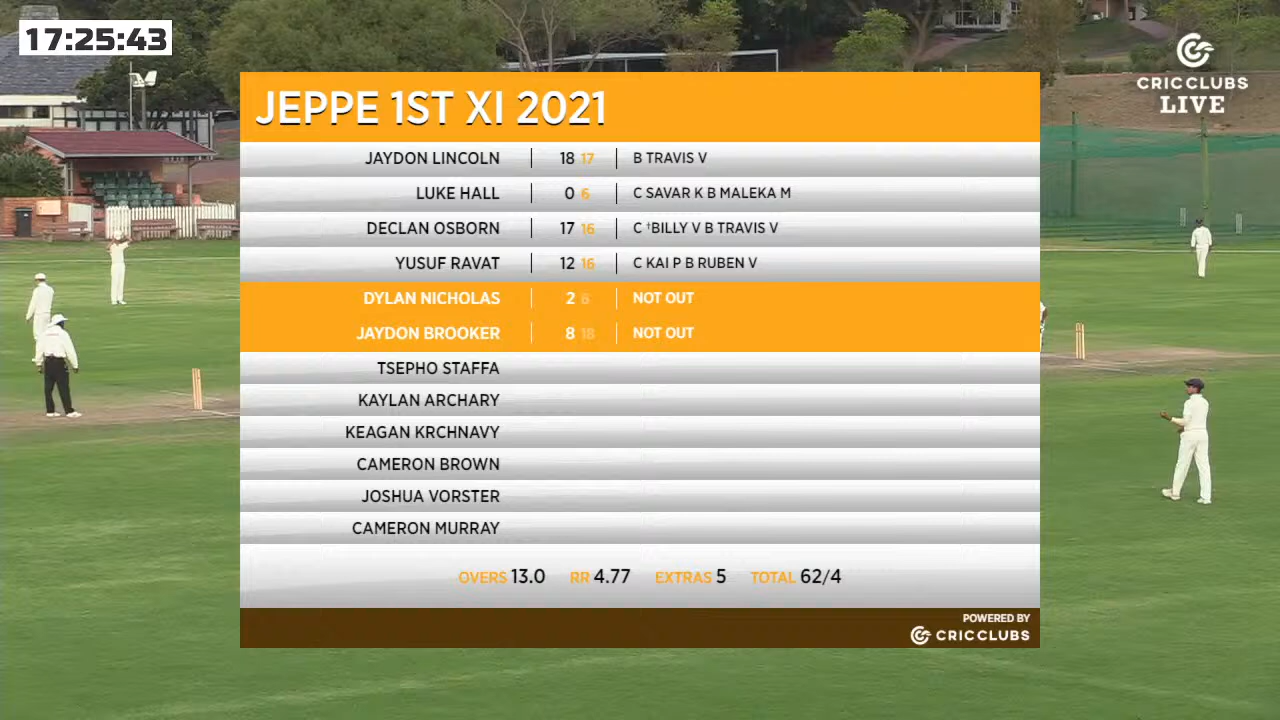 17:25:43
CRICCLUBS
LIVE
JEPPE 1ST XI 2021
JAYDON LINCOLN 18 17 B TRAVIS V
LUKE HALL 0 6 C SAVAR K B MALEKA M
DECLAN OSBORN 17 16 C †BILLY V B TRAVIS V
YUSUF RAVAT 12 16 C KAI P B RUBEN V
DYLAN NICHOLAS 2 6 NOT OUT
JAYDON BROOKER 8 18 NOT OUT
TSEPHO STAFFA
KAYLAN ARCHARY
KEAGAN KRCHNAVY
CAMERON BROWN
JOSHUA VORSTER
CAMERON MURRAY
OVERS 13.0 RR 4.77 EXTRAS 5 TOTAL 62/4
POWERED BY
CRICCLUBS